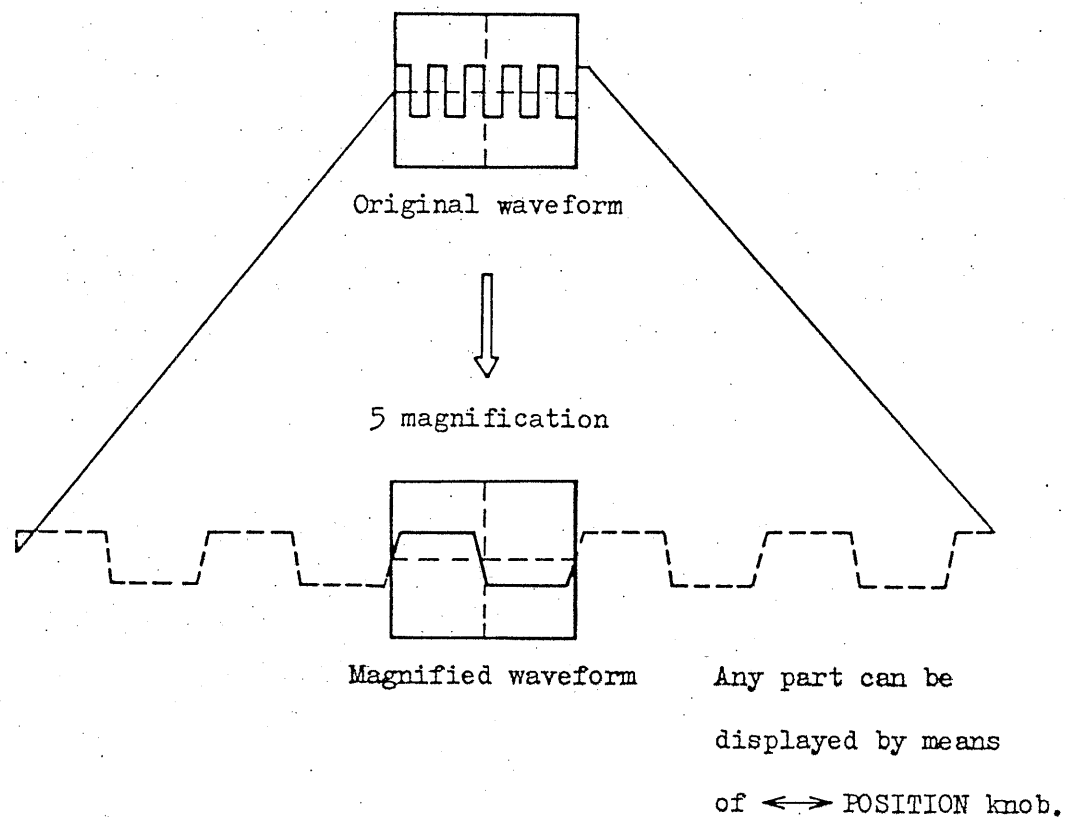 Original waveform
5 magnification
Magnified waveform
Any part can be
displayed by means
of ⟷ POSITION knob.